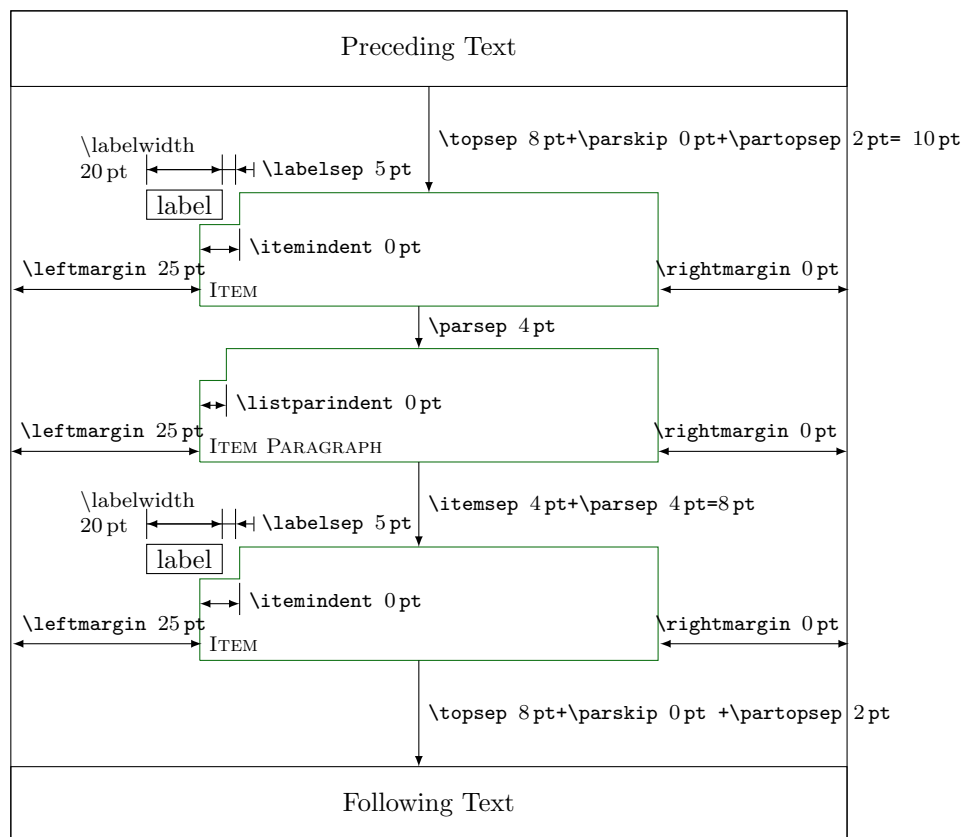 Preceding Text
\topsep 8 pt+\parskip 0 pt+\partopsep 2 pt= 10 pt
\labelwidth
20 pt
\labelsep 5 pt
label
\itemindent 0 pt
\leftmargin 25 pt
\rightmargin 0 pt
ITEM
\parsep 4 pt
\listparindent 0 pt
\leftmargin 25 pt
\rightmargin 0 pt
ITEM PARAGRAPH
\itemsep 4 pt+\parsep 4 pt=8 pt
\labelwidth
20 pt
\labelsep 5 pt
label
\itemindent 0 pt
\leftmargin 25 pt
\rightmargin 0 pt
ITEM
\topsep 8 pt+\parskip 0 pt +\partopsep 2 pt
Following Text